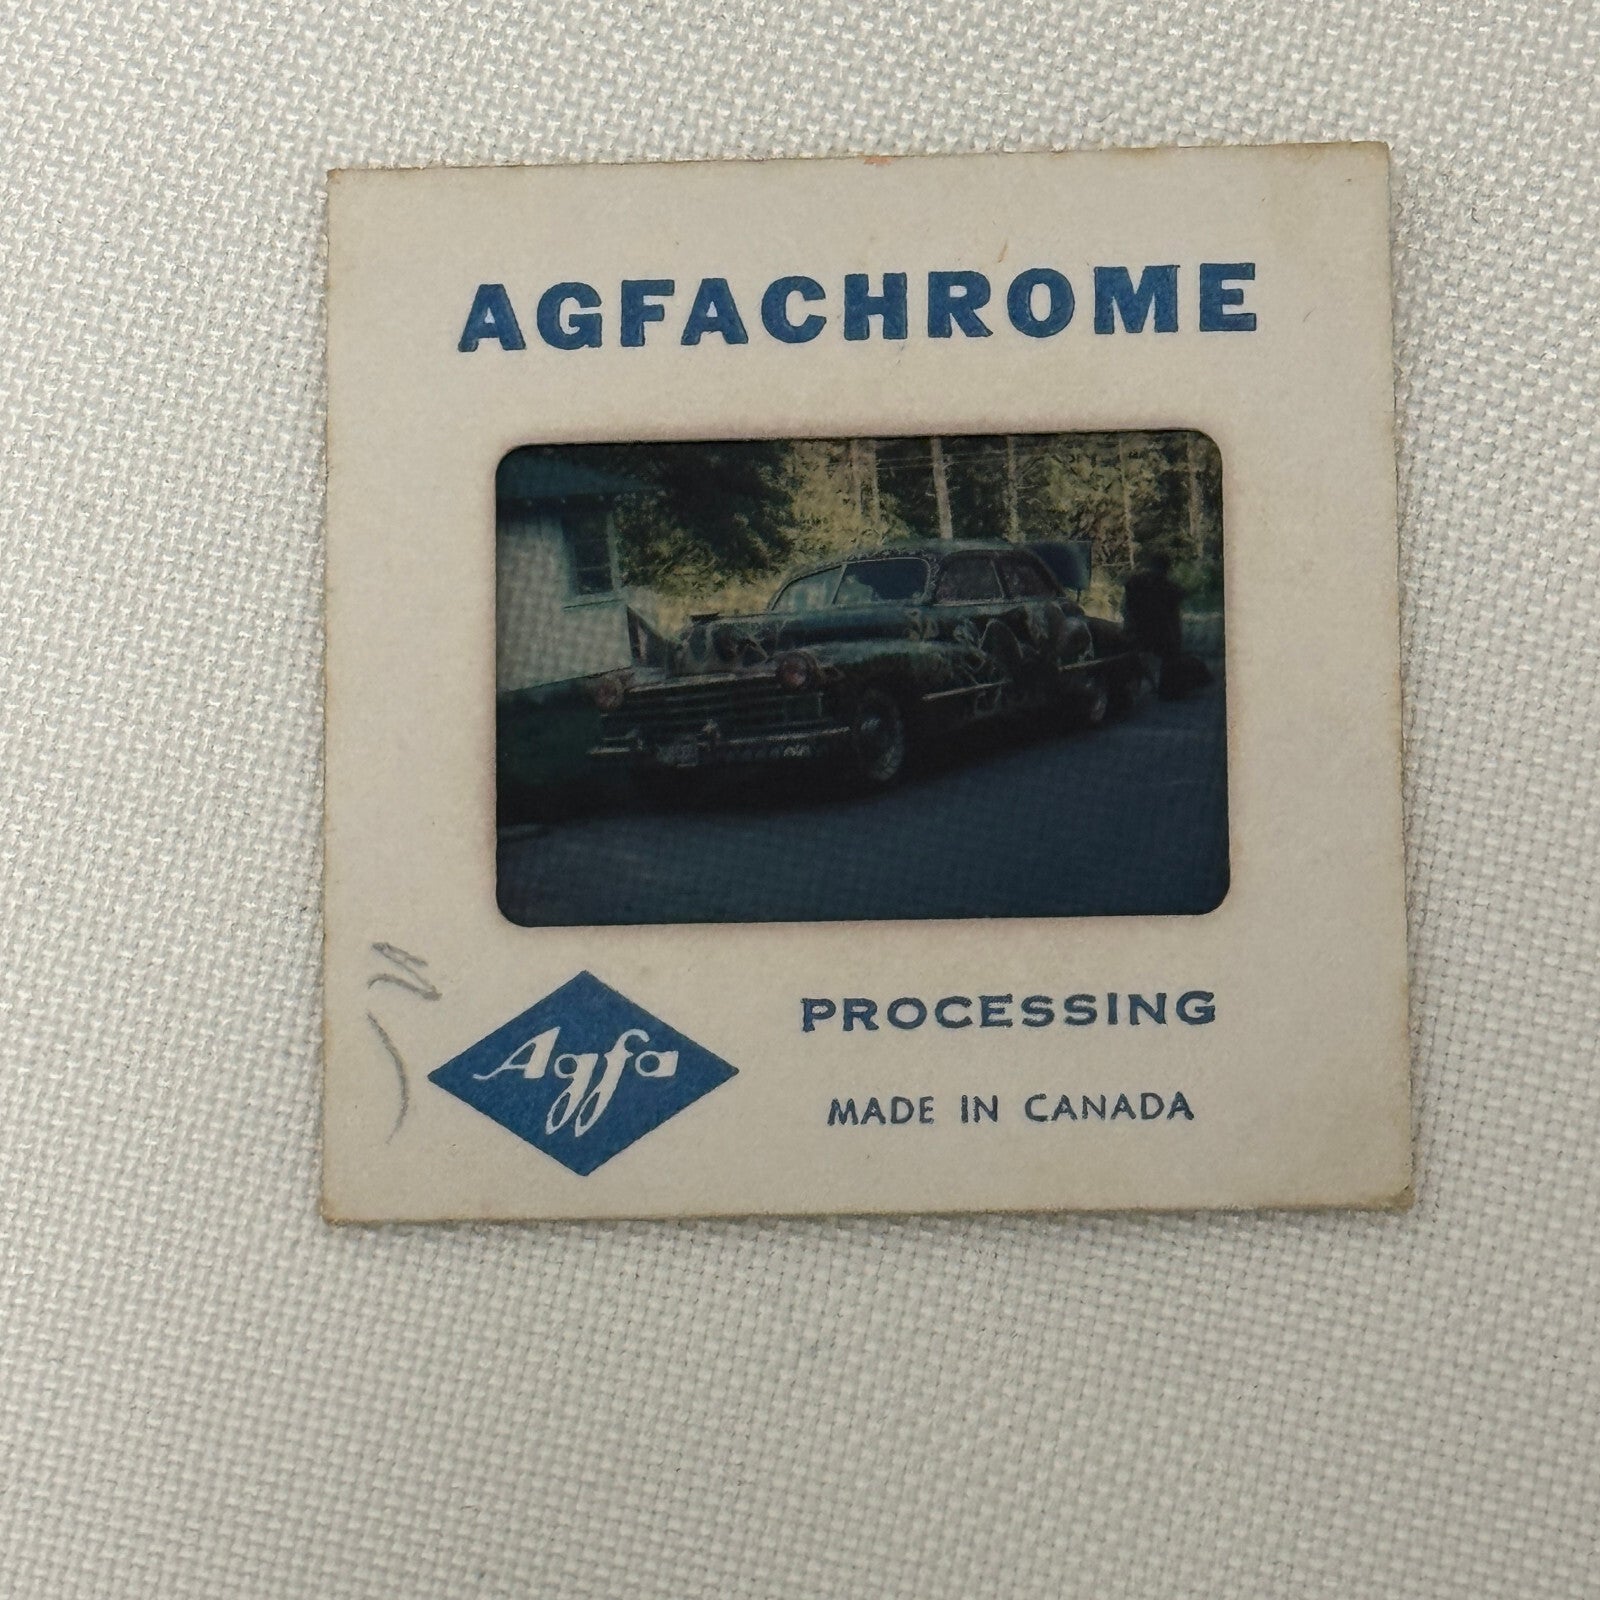 AGFACHROME
Agfa
PROCESSING
MADE IN CANADA